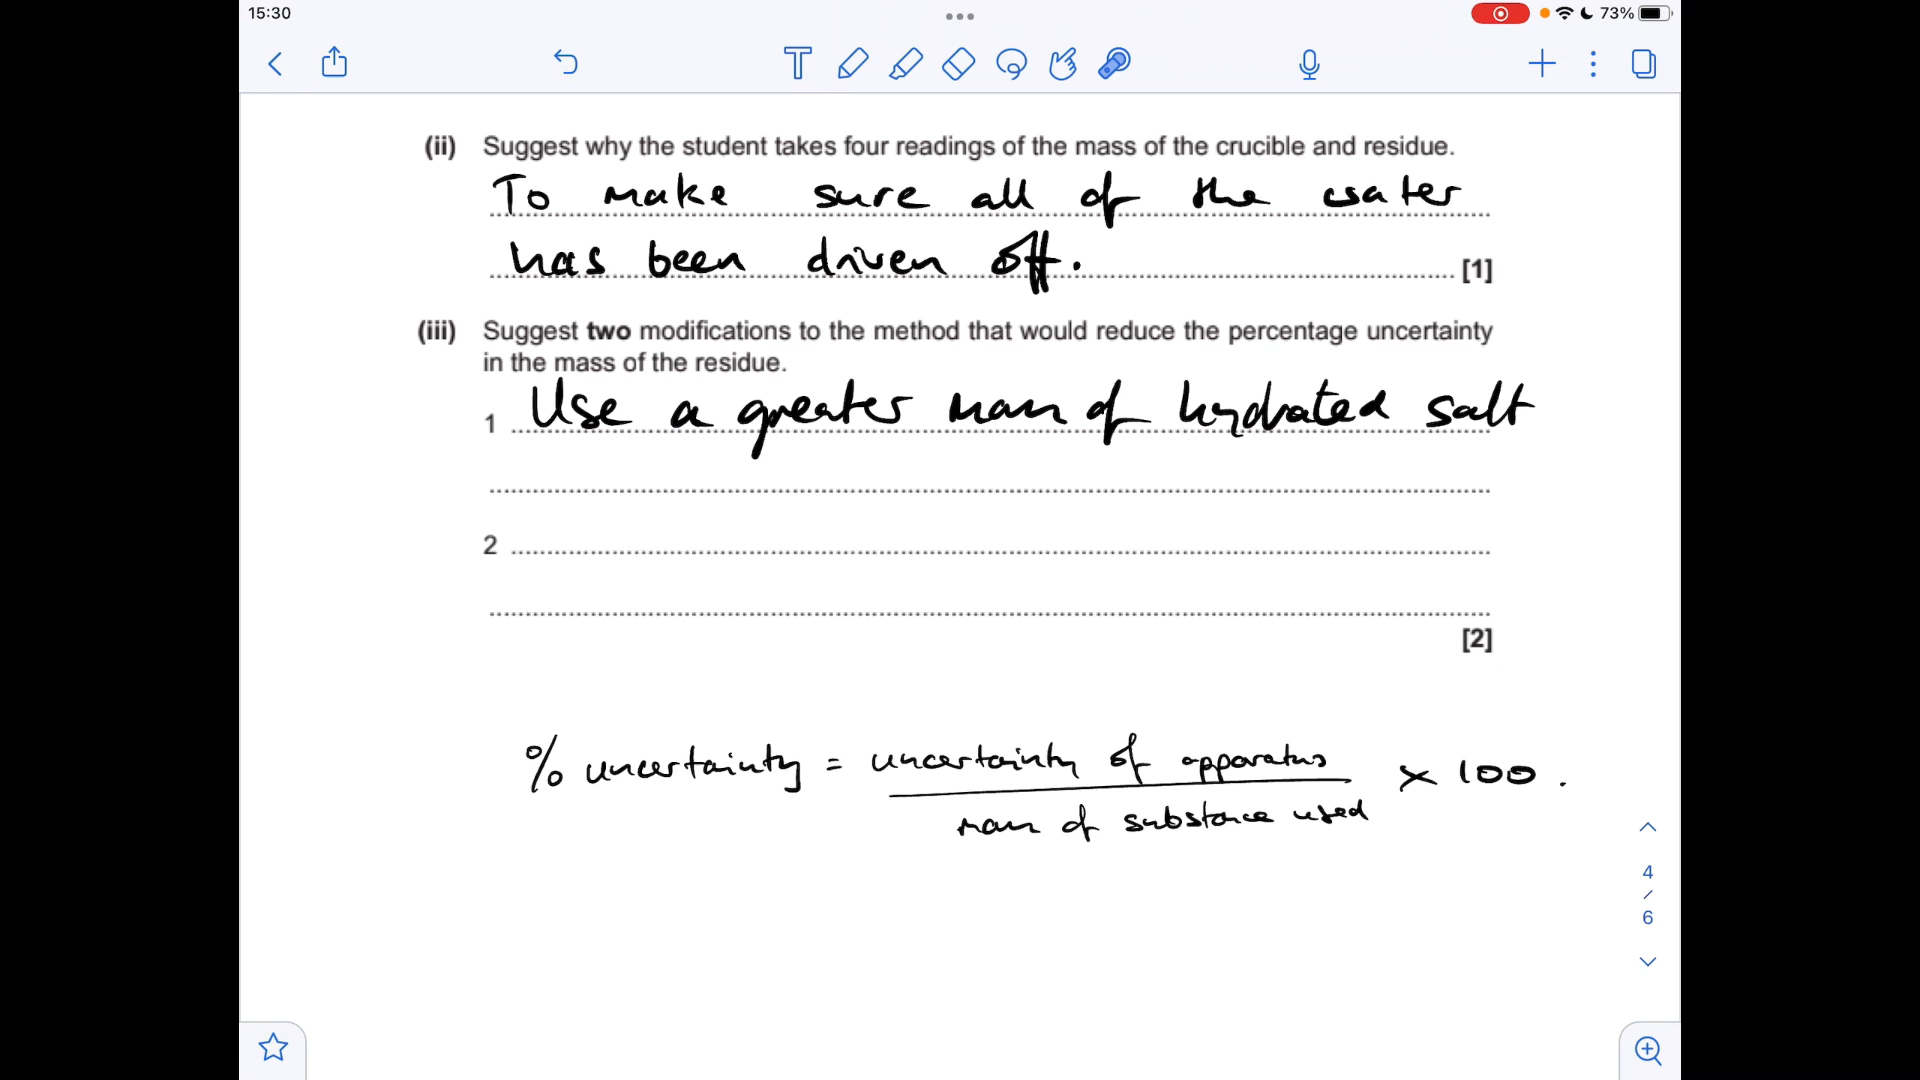 15:30
73%
(ii) Suggest why the student takes four readings of the mass of the crucible and residue.
To make sure all of the water
has been driven off.
[1]
(iii) Suggest two modifications to the method that would reduce the percentage uncertainty
in the mass of the residue.
1 Use a greater mass of hydrated salt
2
[2]
% uncertainty = uncertainty of apparatus × 100.
mass of substance used
4
/
6